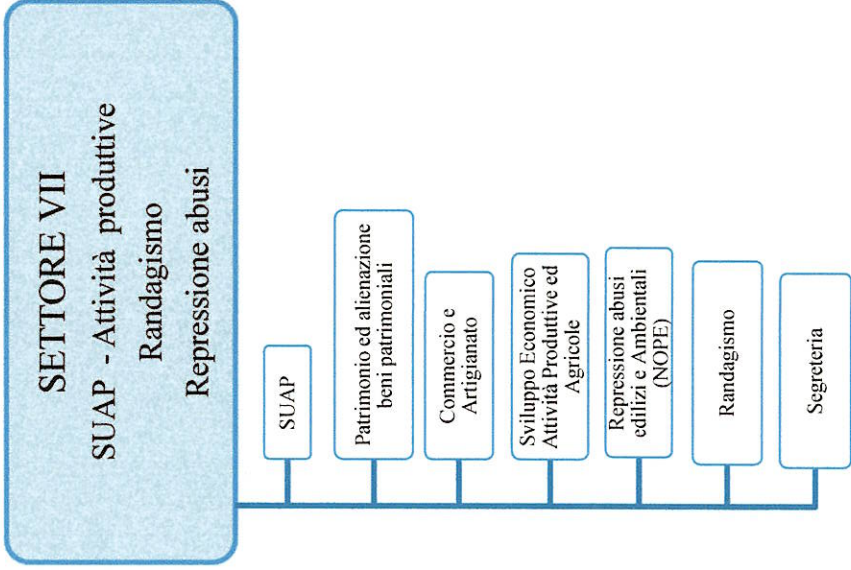 SETTORE VII
SUAP - Attività produttive
Randagismo
Repressione abusi
SUAP
Patrimonio ed alienazione
beni patrimoniali
Commercio e
Artigianato
Sviluppo Economico
Attività Produttive ed
Agricole
Repressione abusi
edilizi e Ambientali
(NOPE)
Randagismo
Segreteria